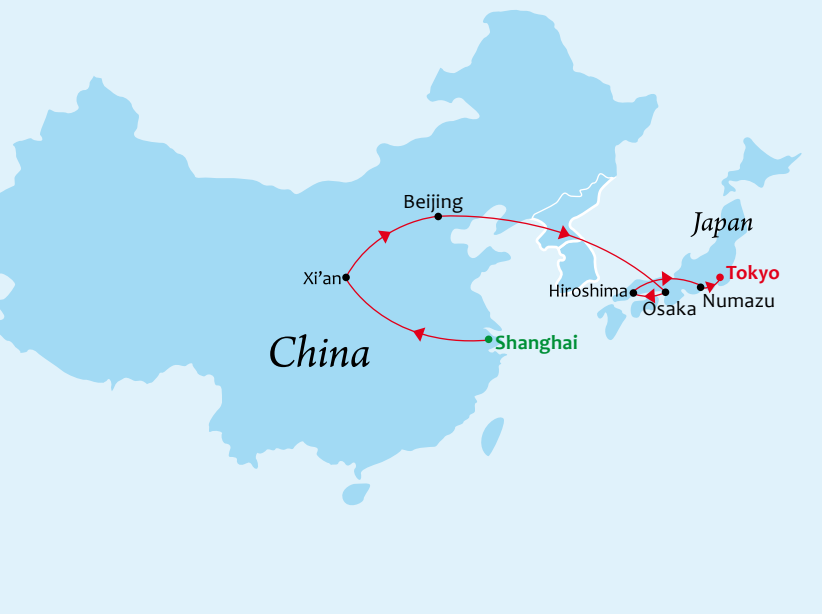 Beijing
Japan
Tokyo
Xi’an
Hiroshima
Numazu
Osaka
Shanghai
China